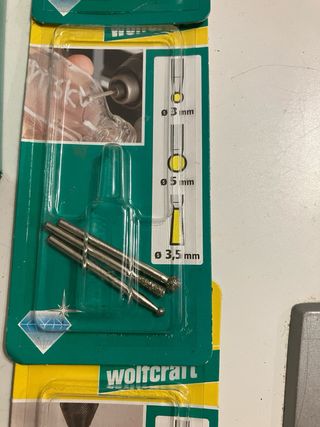 wolfcraft
ø 3 mm
ø 5 mm
ø 3,5 mm
wolfcraft